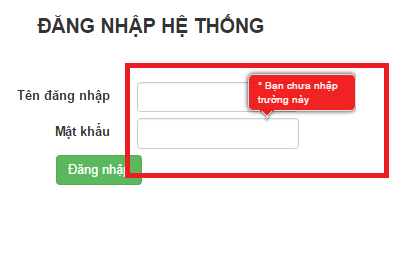 ĐĂNG NHẬP HỆ THỐNG
* Bạn chưa nhập
trường này
Tên đăng nhập
Mật khẩu
Đăng nhập